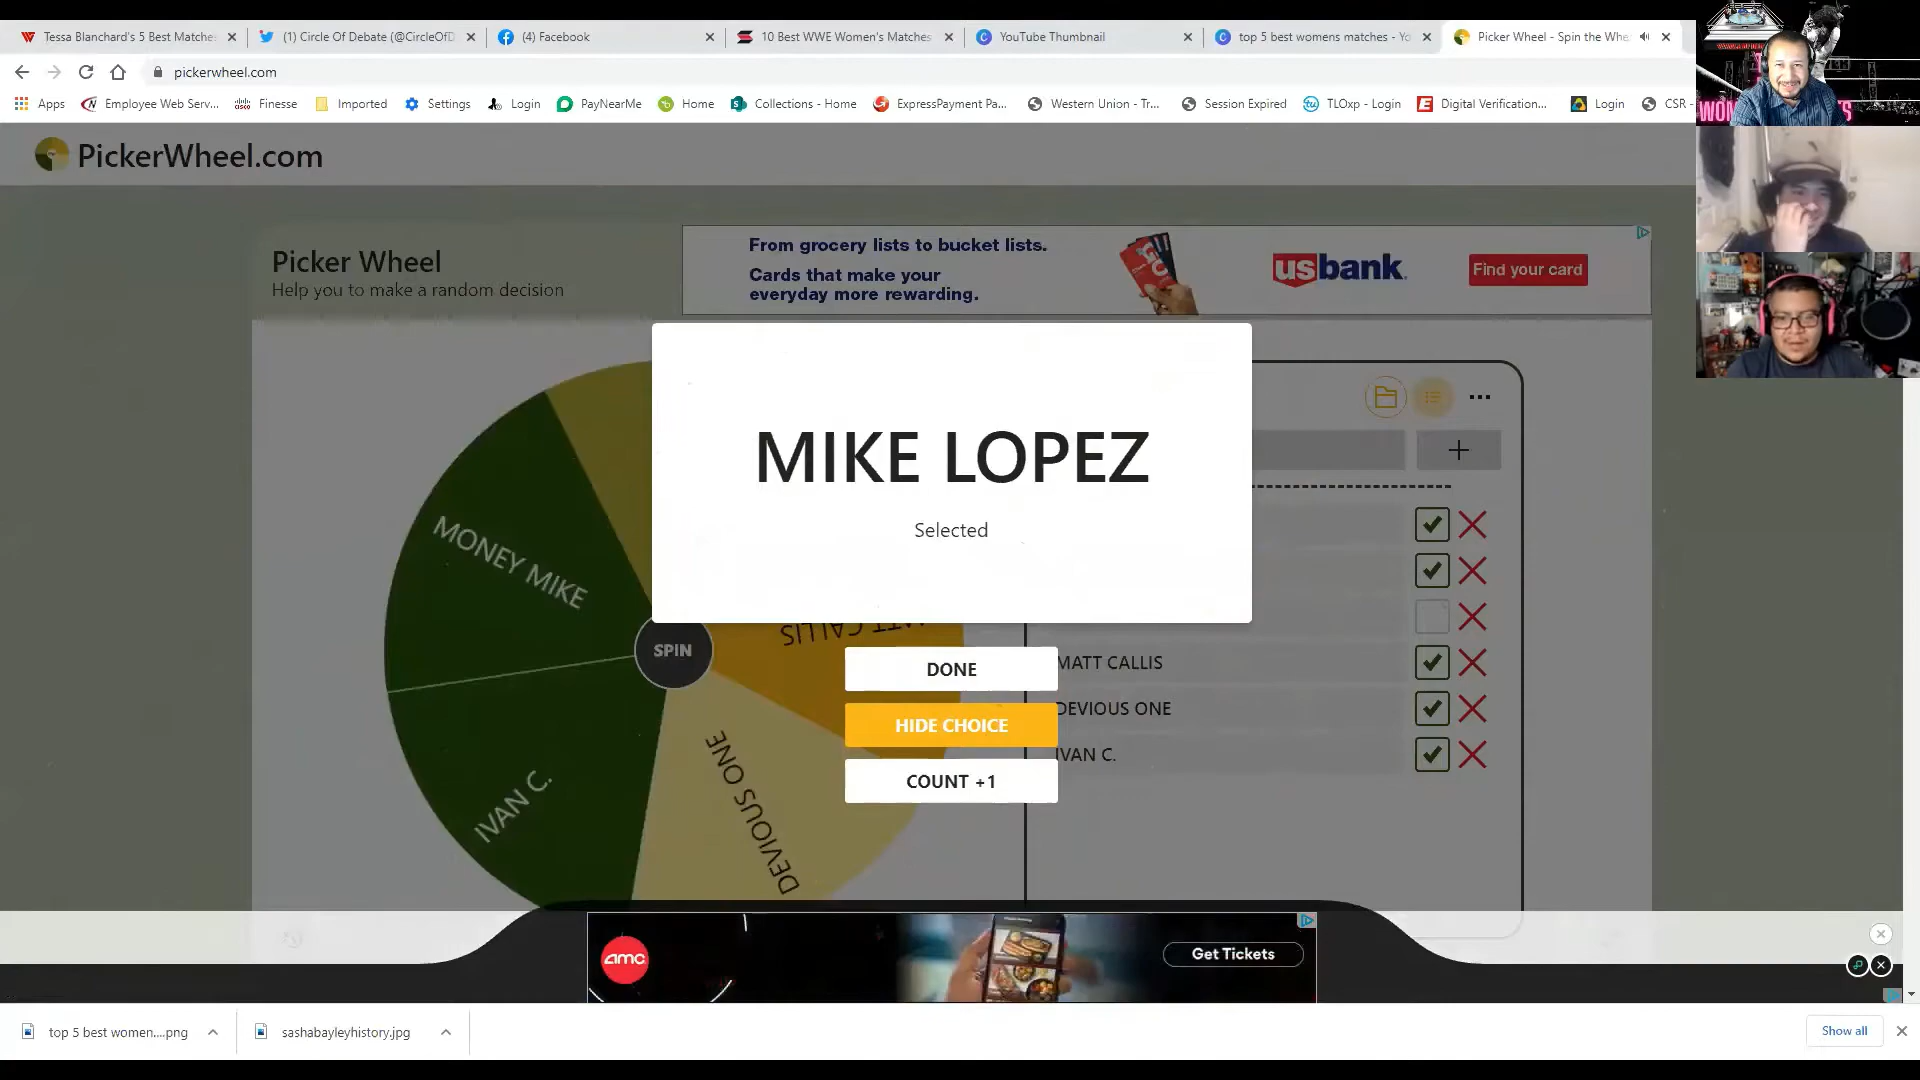 Tessa Blanchard's 5 Best Matche
(1) Circle Of Debate (@CircleOfD
(4) Facebook
10 Best WWE Women's Matches
YouTube Thumbnail
top 5 best womens matches - Yo
Picker Wheel - Spin the Whe
pickerwheel.com
Apps
Employee Web Serv...
Finesse
Imported
Settings
Login
PayNearMe
Home
Collections - Home
ExpressPayment Pa...
Western Union - Tr...
Session Expired
TLOxp - Login
Digital Verification...
Login
CSR -
PickerWheel.com
Picker Wheel
Help you to make a random decision
From grocery lists to bucket lists.
Cards that make your
everyday more rewarding.
usbank
Find your card
MIKE LOPEZ
Selected
MONEY MIKE
SPIN
IVAN C.
DEVIOUS ONE
DONE
HIDE CHOICE
COUNT +1
MATT CALLIS
DEVIOUS ONE
IVAN C.
amc
Get Tickets
top 5 best women....png
sashabayleyhistory.jpg
Show all